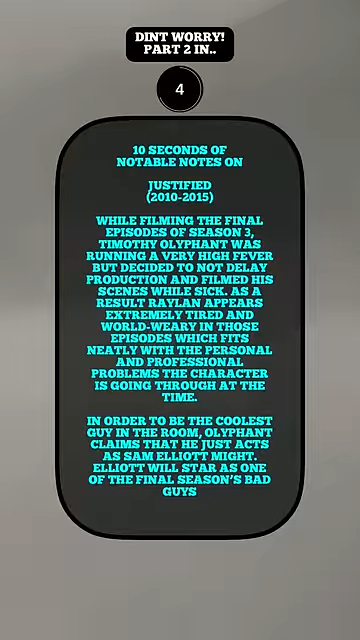 DINT WORRY!
PART 2 IN..
4
10 SECONDS OF
NOTABLE NOTES ON
JUSTIFIED
(2010-2015)
WHILE FILMING THE FINAL
EPISODES OF SEASON 3,
TIMOTHY OLYPHANT WAS
RUNNING A VERY HIGH FEVER
BUT DECIDED TO NOT DELAY
PRODUCTION AND FILMED HIS
SCENES WHILE SICK. AS A
RESULT RAYLAN APPEARS
EXTREMELY TIRED AND
WORLD-WEARY IN THOSE
EPISODES WHICH FITS
NEATLY WITH THE PERSONAL
AND PROFESSIONAL
PROBLEMS THE CHARACTER
IS GOING THROUGH AT THE
TIME.
IN ORDER TO BE THE COOLEST
GUY IN THE ROOM, OLYPHANT
CLAIMS THAT HE JUST ACTS
AS SAM ELLIOTT MIGHT.
ELLIOTT WILL STAR AS ONE
OF THE FINAL SEASON'S BAD
GUYS